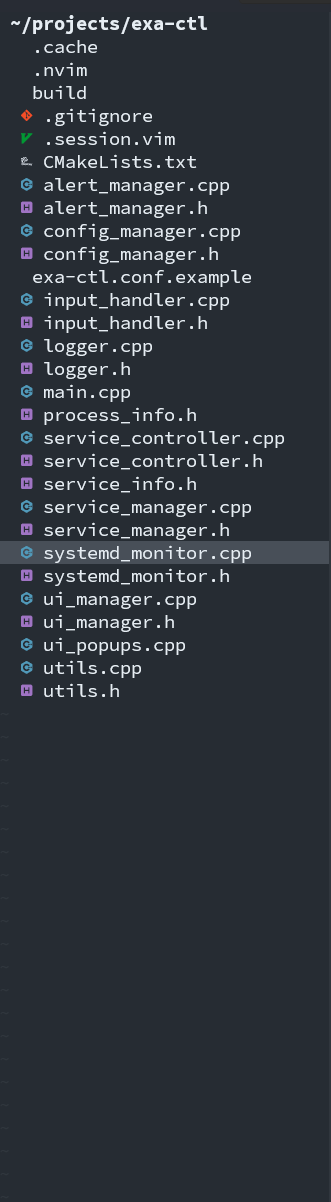 ~/projects/exa-ctl
.cache
.nvim
build
.gitignore
.session.vim
CMakeLists.txt
alert_manager.cpp
alert_manager.h
config_manager.cpp
config_manager.h
exa-ctl.conf.example
input_handler.cpp
input_handler.h
logger.cpp
logger.h
main.cpp
process_info.h
service_controller.cpp
service_controller.h
service_info.h
service_manager.cpp
service_manager.h
systemd_monitor.cpp
systemd_monitor.h
ui_manager.cpp
ui_manager.h
ui_popups.cpp
utils.cpp
utils.h